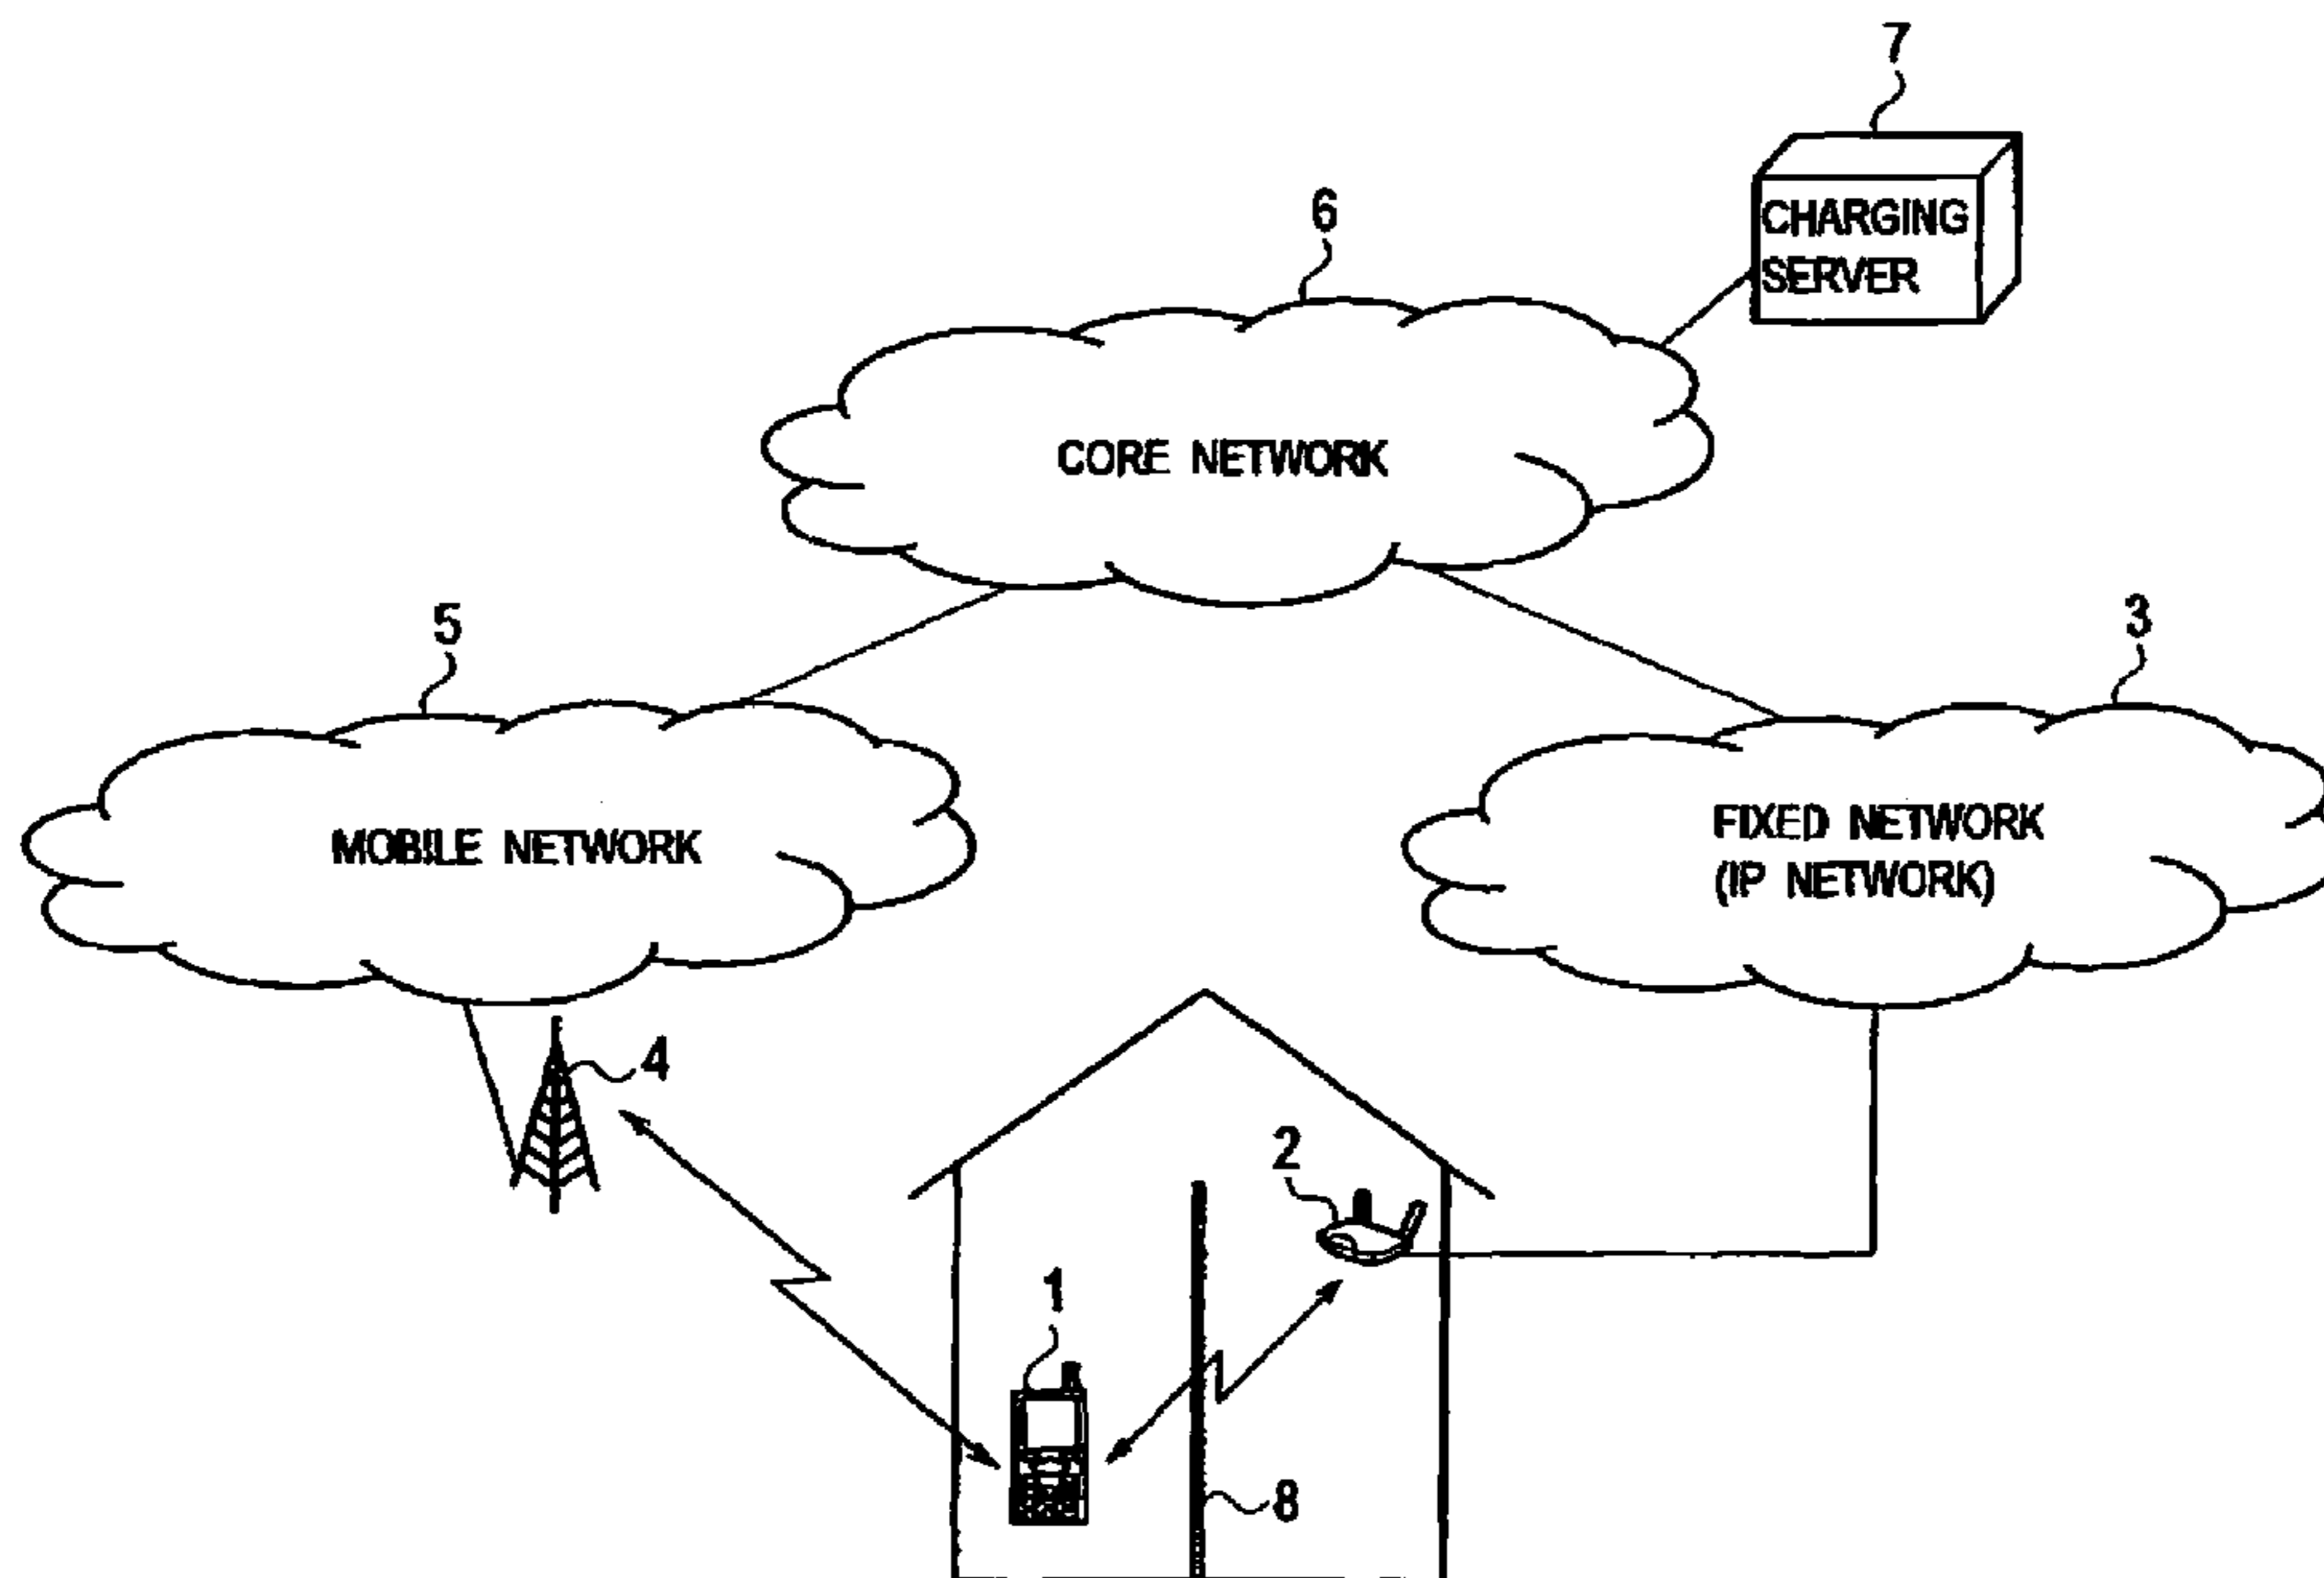 7
CHARGING
SERVER
6
CORE NETWORK
5
3
MOBILE NETWORK
FIXED NETWORK
(IP NETWORK)
4
2
1
8